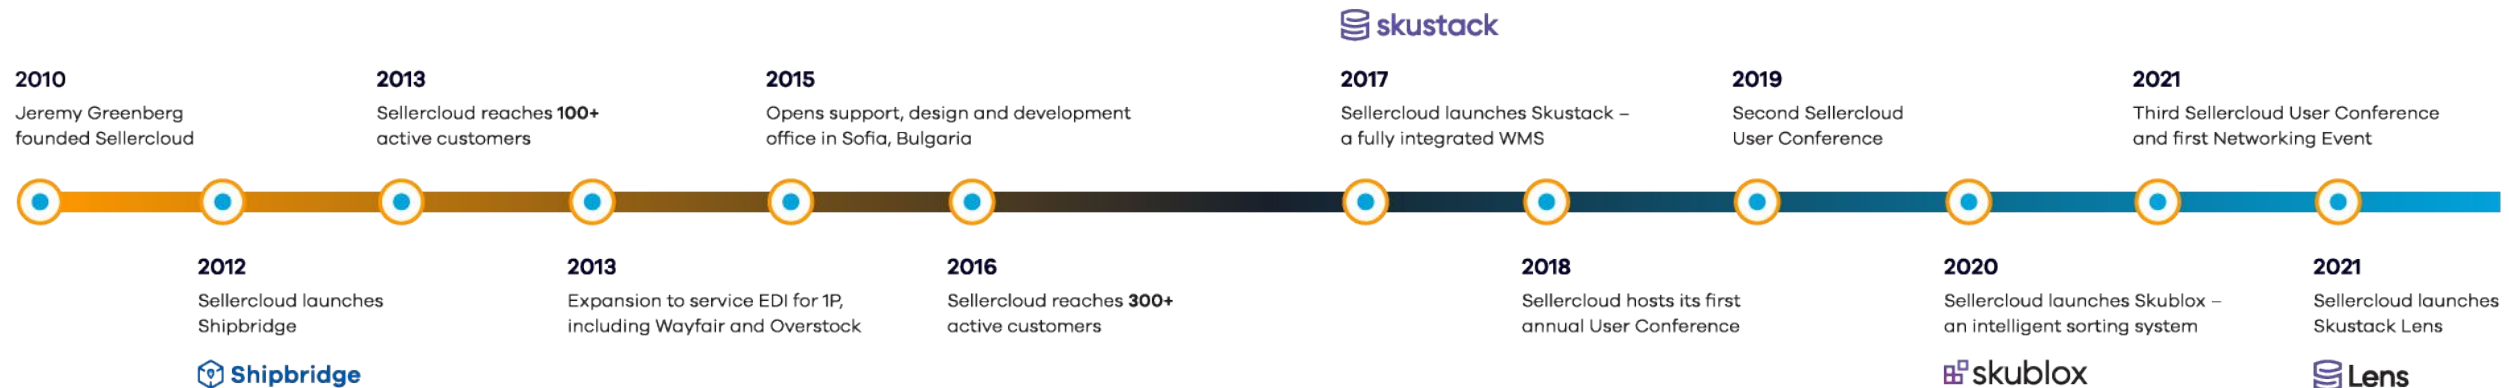 skustack
2010
Jeremy Greenberg
founded Sellercloud
2012
Sellercloud launches
Shipbridge
Shipbridge
2013
Sellercloud reaches 100+
active customers
2013
Expansion to service EDI for 1P,
including Wayfair and Overstock
2015
Opens support, design and development
office in Sofia, Bulgaria
2016
Sellercloud reaches 300+
active customers
2017
Sellercloud launches Skustack –
a fully integrated WMS
2018
Sellercloud hosts its first
annual User Conference
2019
Second Sellercloud
User Conference
2020
Sellercloud launches Skublox –
an intelligent sorting system
skublox
2021
Third Sellercloud User Conference
and first Networking Event
2021
Sellercloud launches
Skustack Lens
Lens